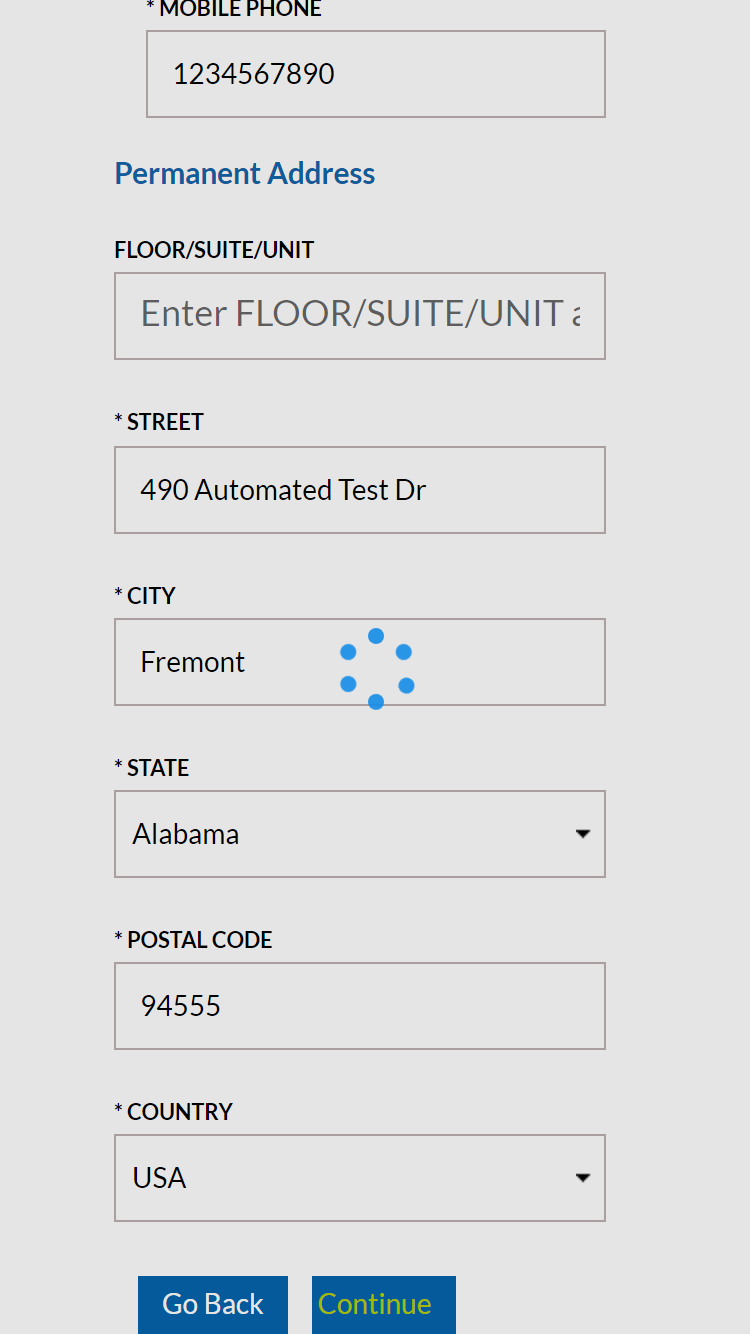 * MOBILE PHONE
1234567890
Permanent Address
FLOOR/SUITE/UNIT
Enter FLOOR/SUITE/UNIT a
* STREET
490 Automated Test Dr
* CITY
Fremont
* STATE
Alabama
* POSTAL CODE
94555
* COUNTRY
USA
Go Back Continue